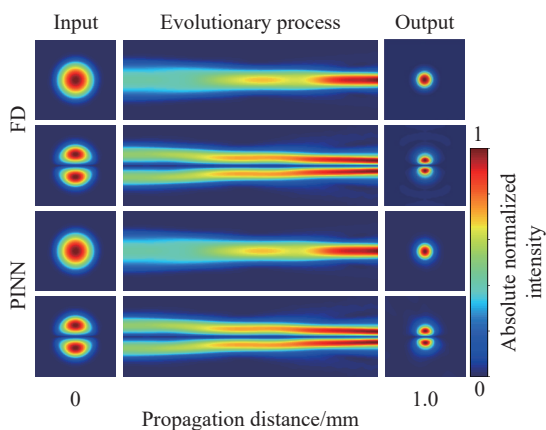 Input Evolutionary process Output
FD
PINN
1
Absolute normalized
intensity
0
0 1.0
Propagation distance/mm